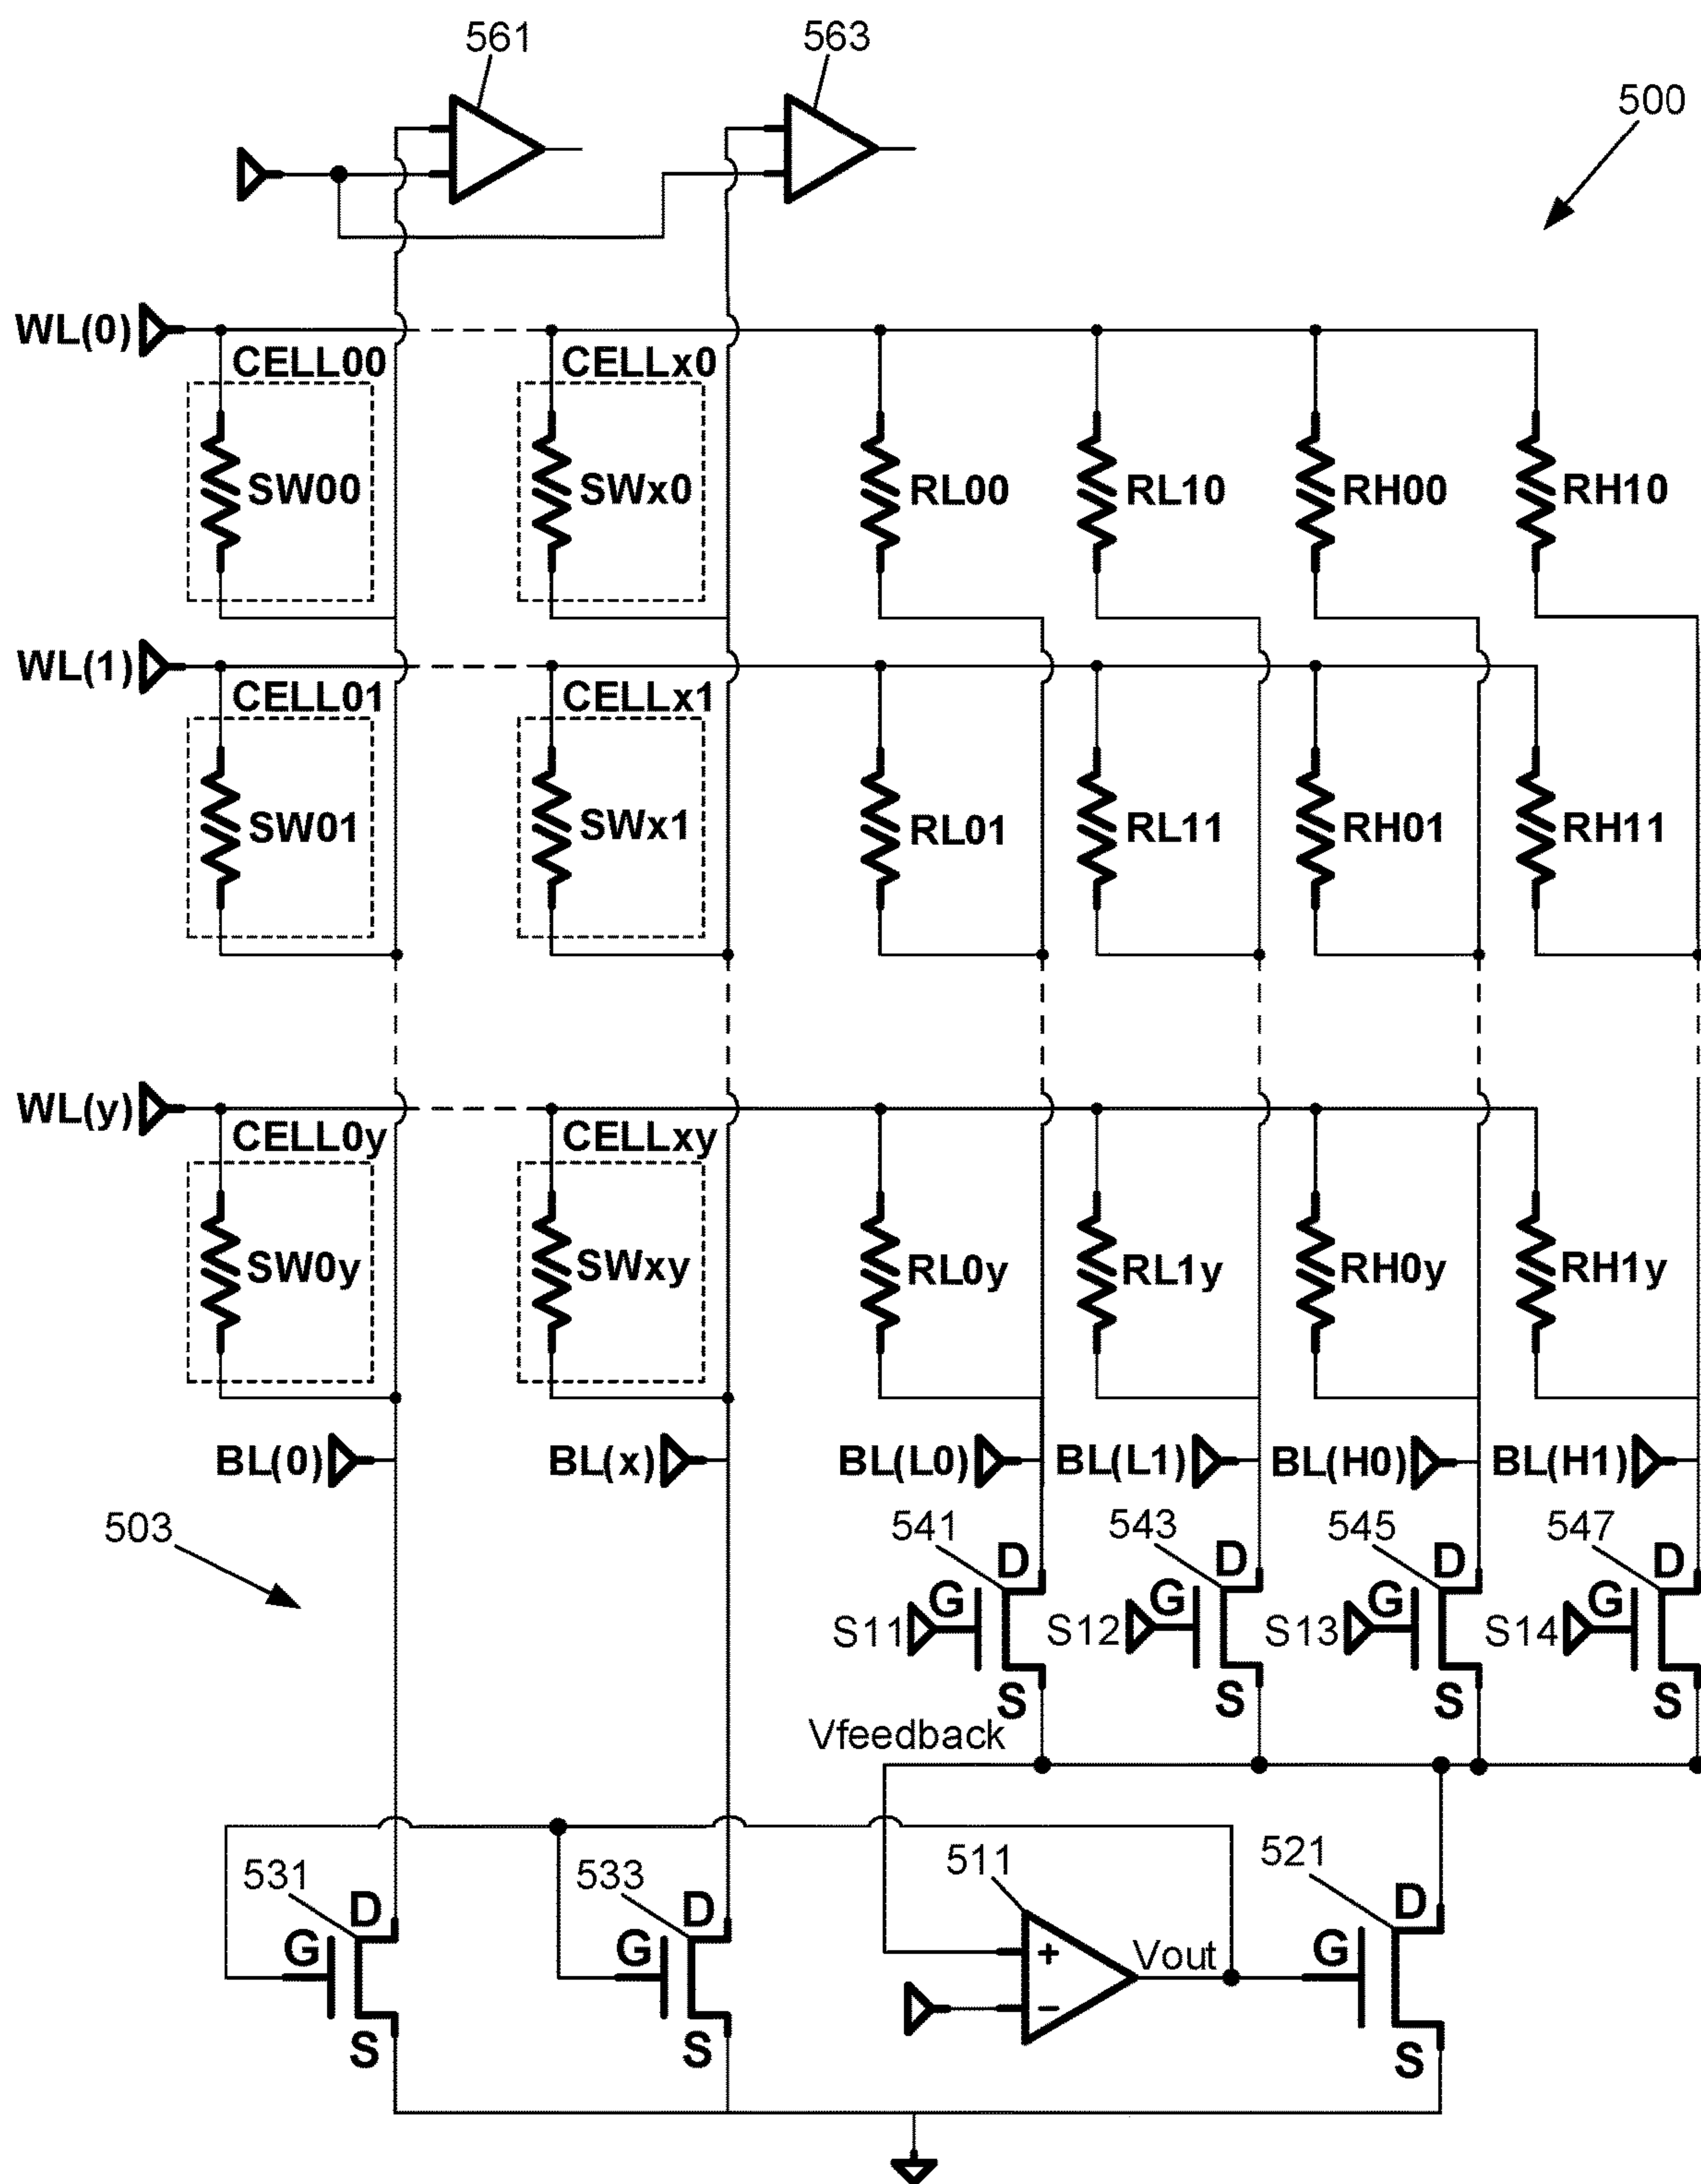 561 563
500
WL(0)
CELL00 CELLx0
SW00 SWx0 RL00 RL10 RH00 RH10
WL(1)
CELL01 CELLx1
SW01 SWx1 RL01 RL11 RH01 RH11
WL(y)
CELL0y CELLxy
SW0y SWxy RL0y RL1y RH0y RH1y
BL(0) BL(x) BL(L0) BL(L1) BL(H0) BL(H1)
503 541 543 545 547
D D D D
G G G G
S11 S12 S13 S14
S S S S
Vfeedback
531 533 511 521
D D D
G G + Vout G
−
S S S